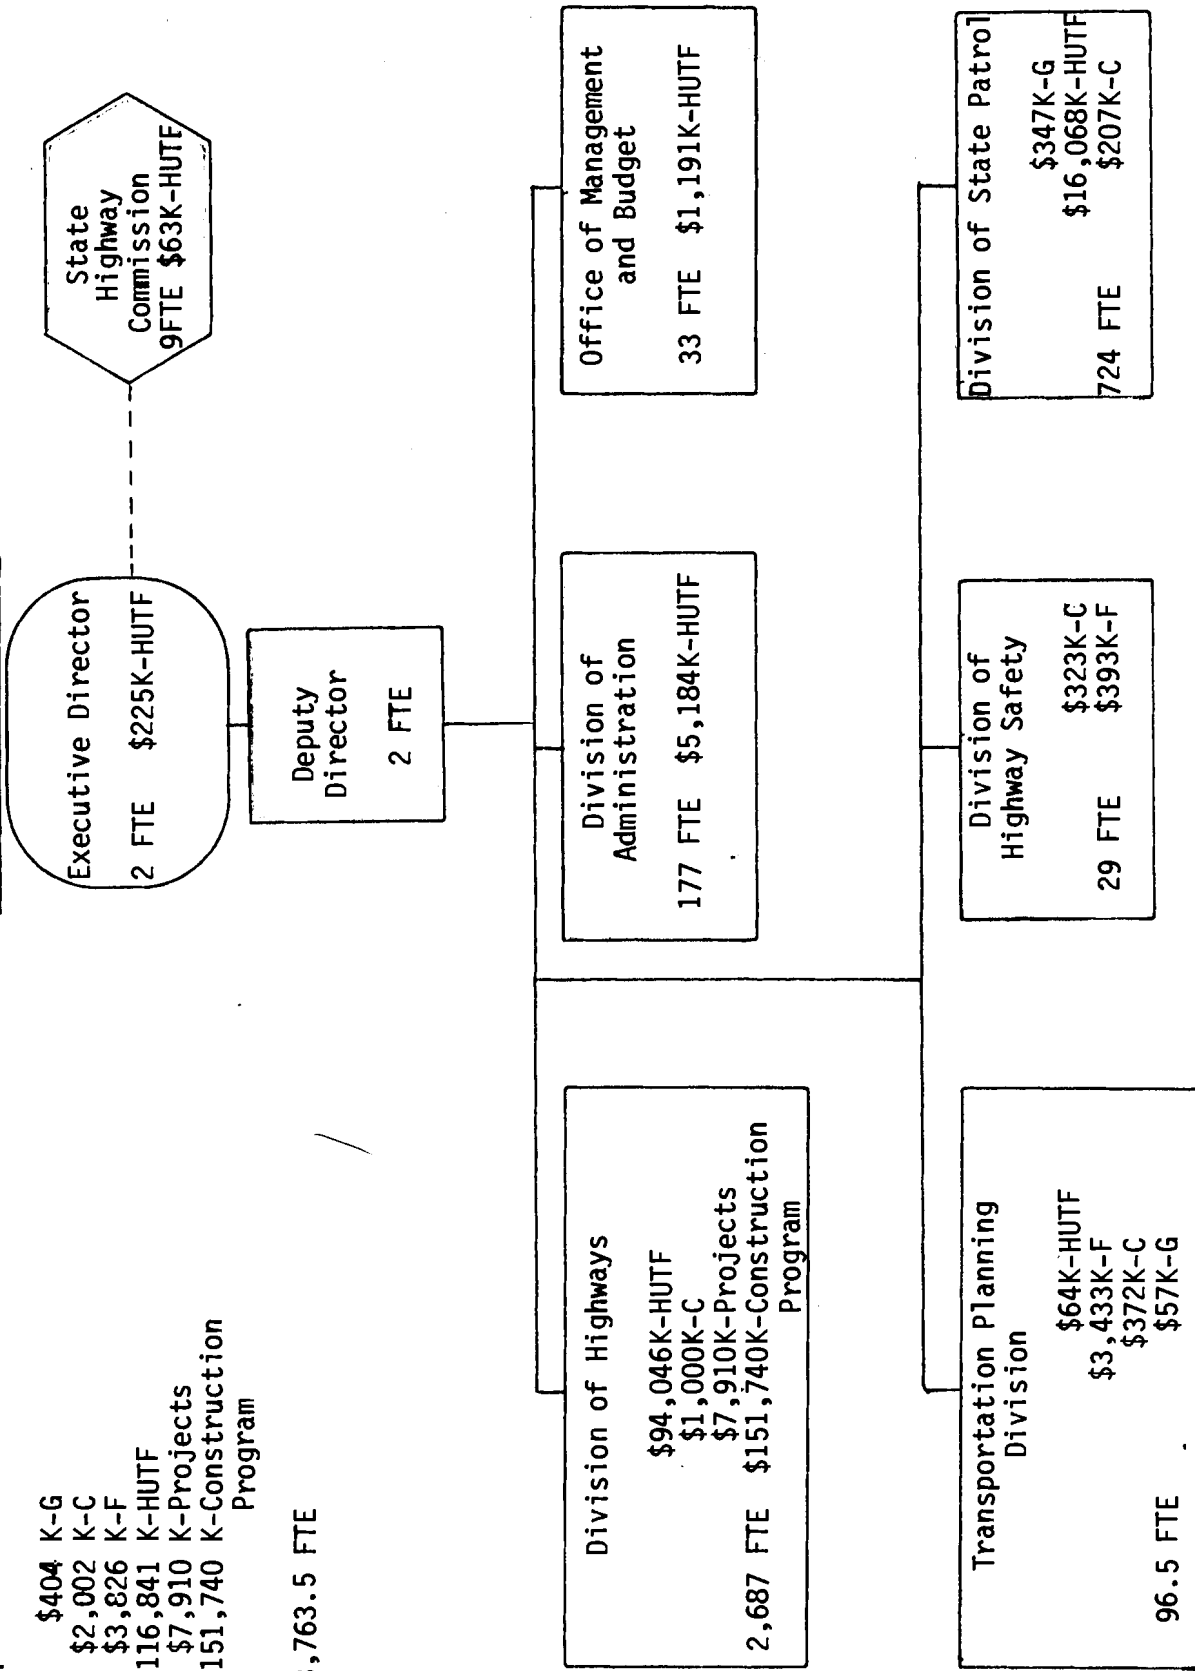 $404 K-G
$2,002 K-C
$3,826 K-F
116,841 K-HUTF
$7,910 K-Projects
151,740 K-Construction
Program
,763.5 FTE
Executive Director
2 FTE $225K-HUTF
State
Highway
Commission
9FTE $63K-HUTF
Deputy
Director
2 FTE
Division of Highways
$94,046K-HUTF
$1,000K-C
$7,910K-Projects
2,687 FTE $151,740K-Construction
Program
Division of
Administration
177 FTE $5,184K-HUTF
Office of Management
and Budget
33 FTE $1,191K-HUTF
Transportation Planning
Division
$64K-HUTF
$3,433K-F
$372K-C
$57K-G
96.5 FTE
Division of
Highway Safety
$323K-C
29 FTE $393K-F
Division of State Patrol
$347K-G
$16,068K-HUTF
724 FTE $207K-C